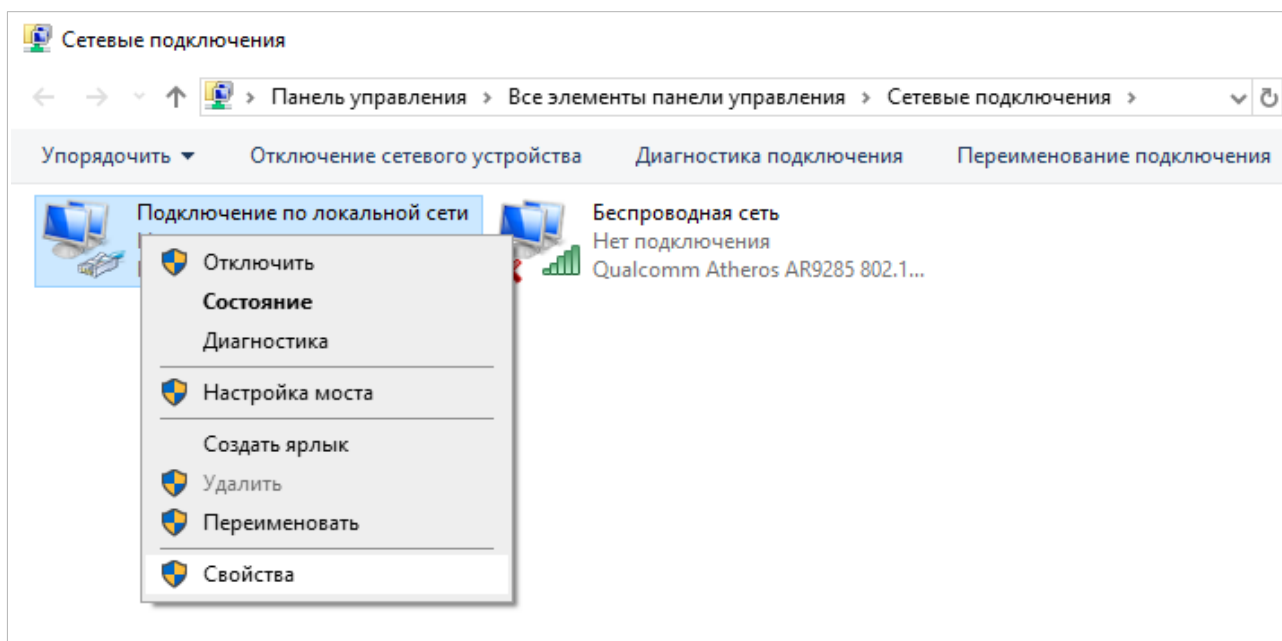 Сетевые подключения
Панель управления > Все элементы панели управления > Сетевые подключения >
Упорядочить Отключение сетевого устройства Диагностика подключения Переименование подключения
Подключение по локальной сети
Беспроводная сеть
Нет подключения
Qualcomm Atheros AR9285 802.1...
Отключить
Состояние
Диагностика
Настройка моста
Создать ярлык
Удалить
Переименовать
Свойства